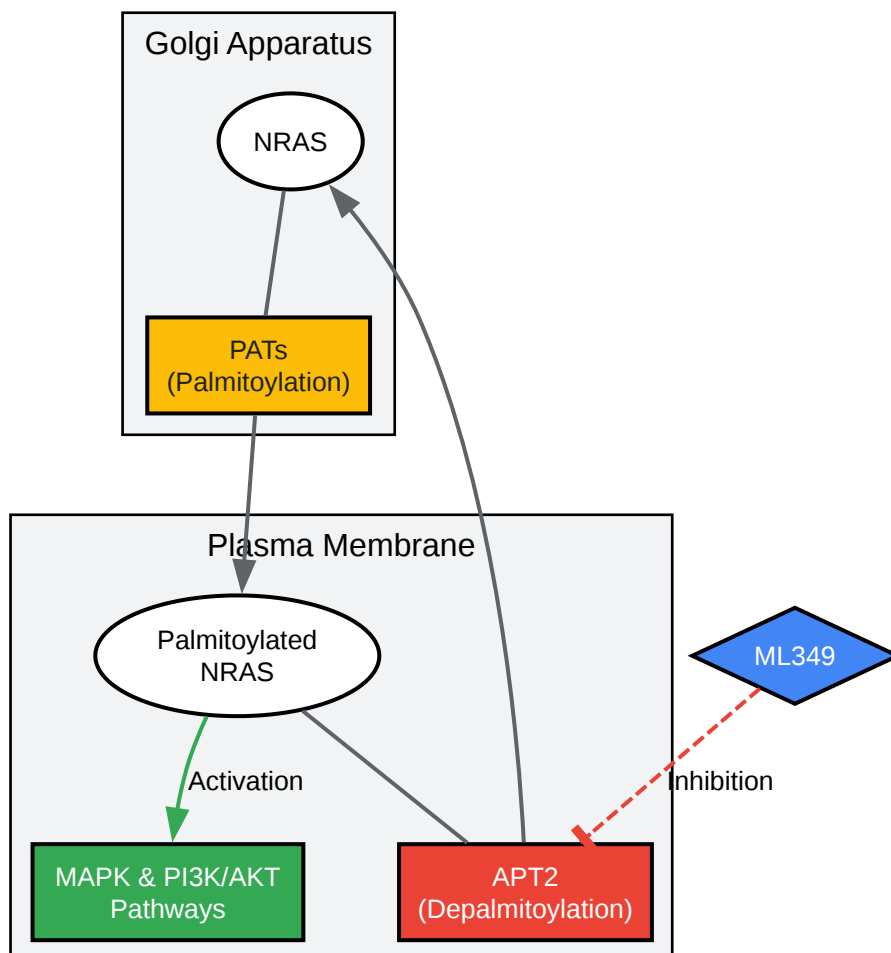 Golgi Apparatus
NRAS
PATs
(Palmitoylation)
Plasma Membrane
Palmitoylated
NRAS
ML349
Activation
Inhibition
MAPK & PI3K/AKT
Pathways
APT2
(Depalmitoylation)